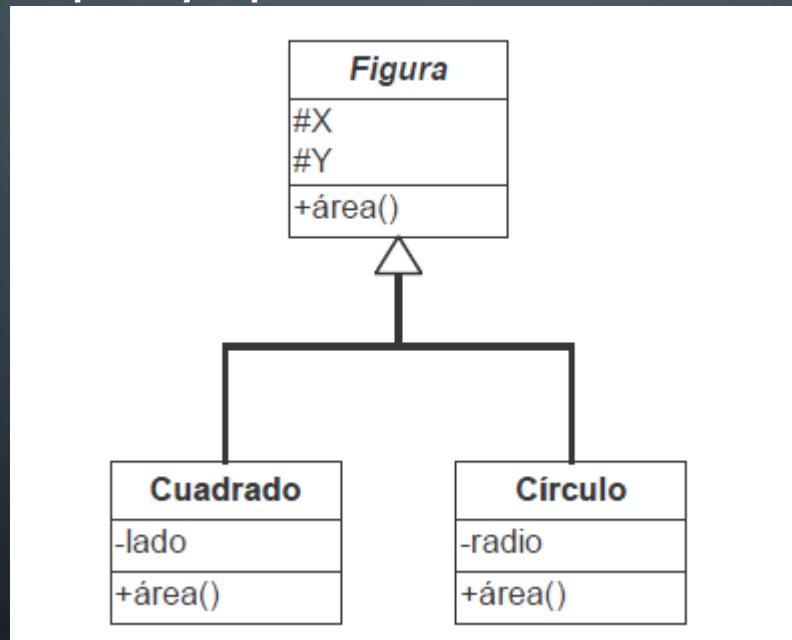 Figura
#X
#Y
+área()
Cuadrado
-lado
+área()
Círculo
-radio
+área()